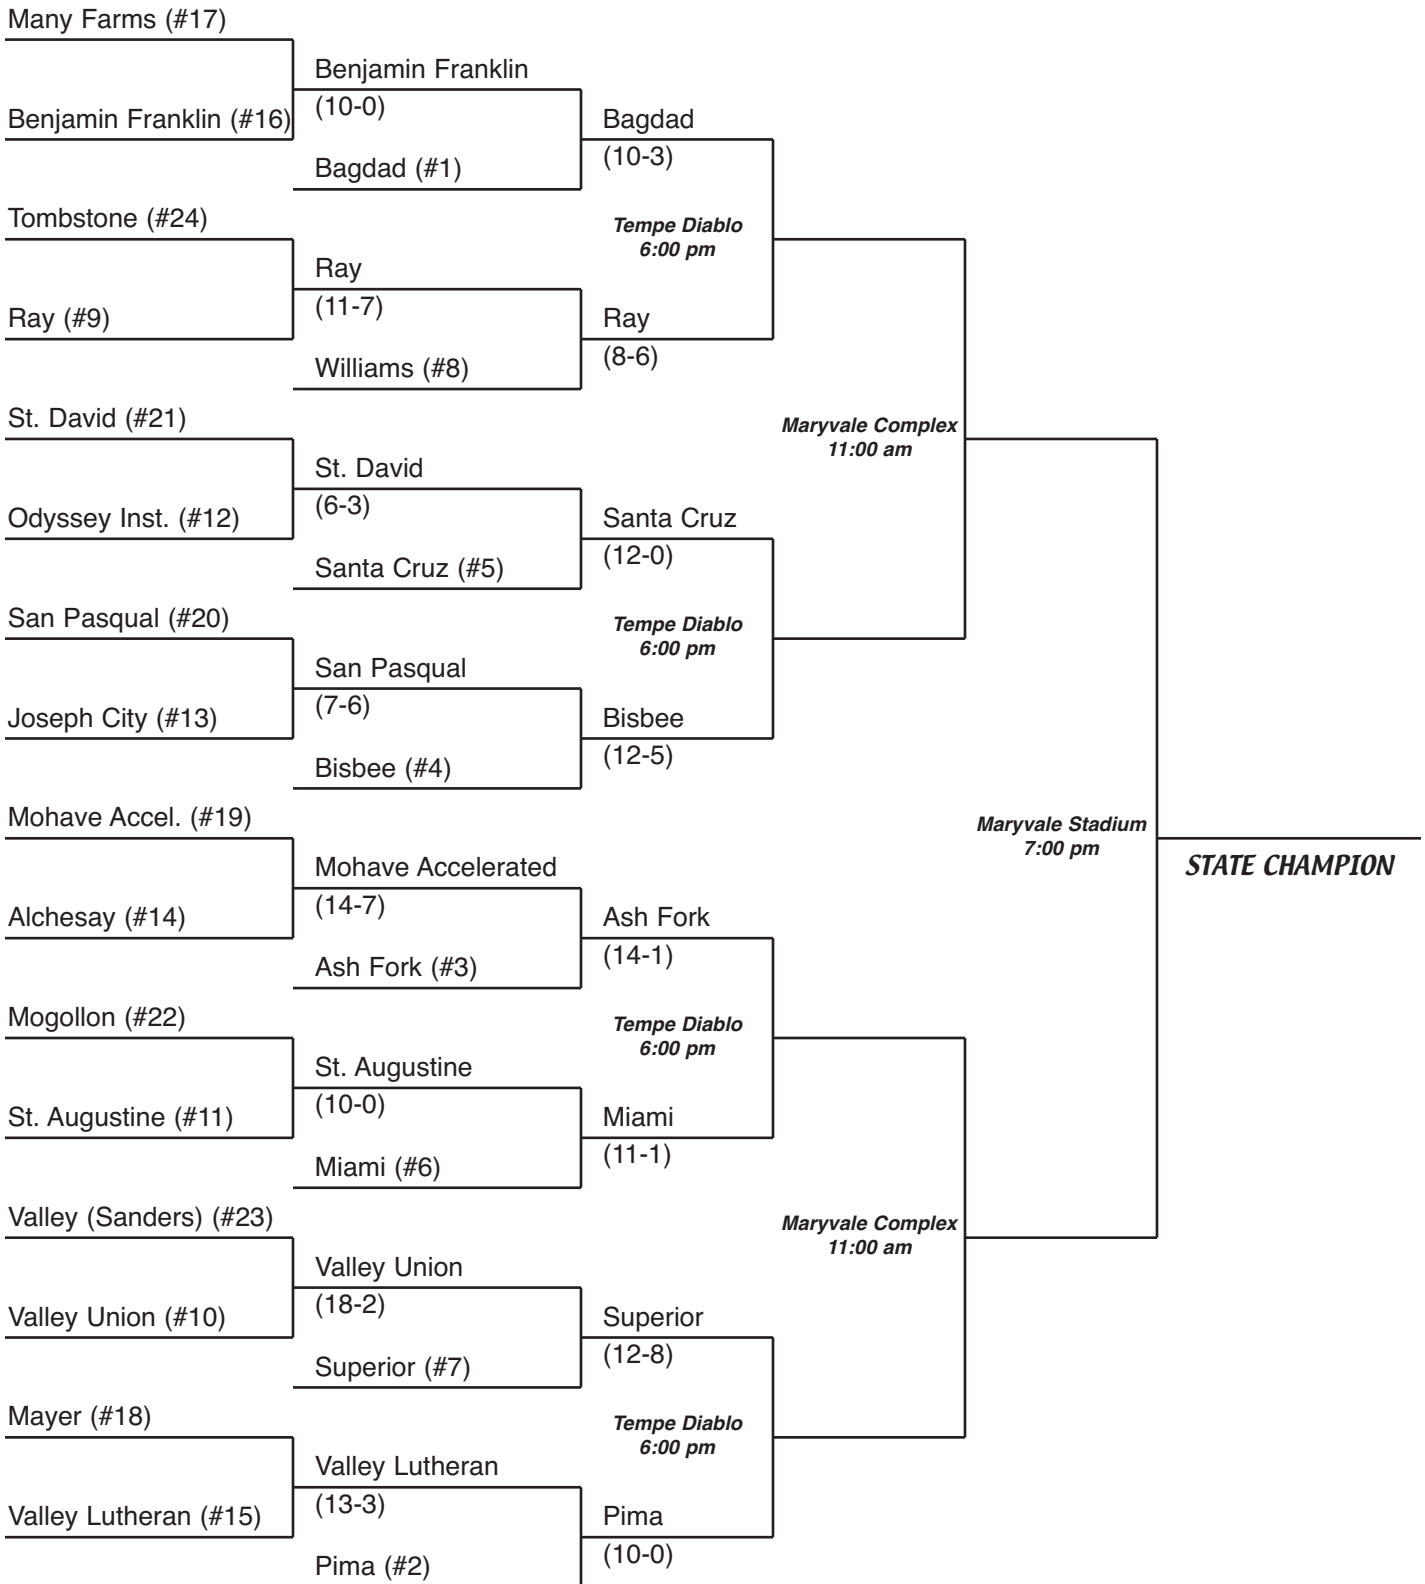 Many Farms (#17)
Benjamin Franklin
(10-0)
Benjamin Franklin (#16)
Bagdad
(10-3)
Bagdad (#1)
Tombstone (#24)
Tempe Diablo
6:00 pm
Ray
(11-7)
Ray (#9)
Ray
(8-6)
Williams (#8)
St. David (#21)
Maryvale Complex
11:00 am
St. David
(6-3)
Odyssey Inst. (#12)
Santa Cruz
(12-0)
Santa Cruz (#5)
San Pasqual (#20)
Tempe Diablo
6:00 pm
San Pasqual
(7-6)
Joseph City (#13)
Bisbee
(12-5)
Bisbee (#4)
Mohave Accel. (#19)
Maryvale Stadium
7:00 pm
STATE CHAMPION
Mohave Accelerated
(14-7)
Alchesay (#14)
Ash Fork
(14-1)
Ash Fork (#3)
Mogollon (#22)
Tempe Diablo
6:00 pm
St. Augustine
(10-0)
St. Augustine (#11)
Miami
(11-1)
Miami (#6)
Valley (Sanders) (#23)
Maryvale Complex
11:00 am
Valley Union
(18-2)
Valley Union (#10)
Superior
(12-8)
Superior (#7)
Mayer (#18)
Tempe Diablo
6:00 pm
Valley Lutheran
(13-3)
Valley Lutheran (#15)
Pima
(10-0)
Pima (#2)